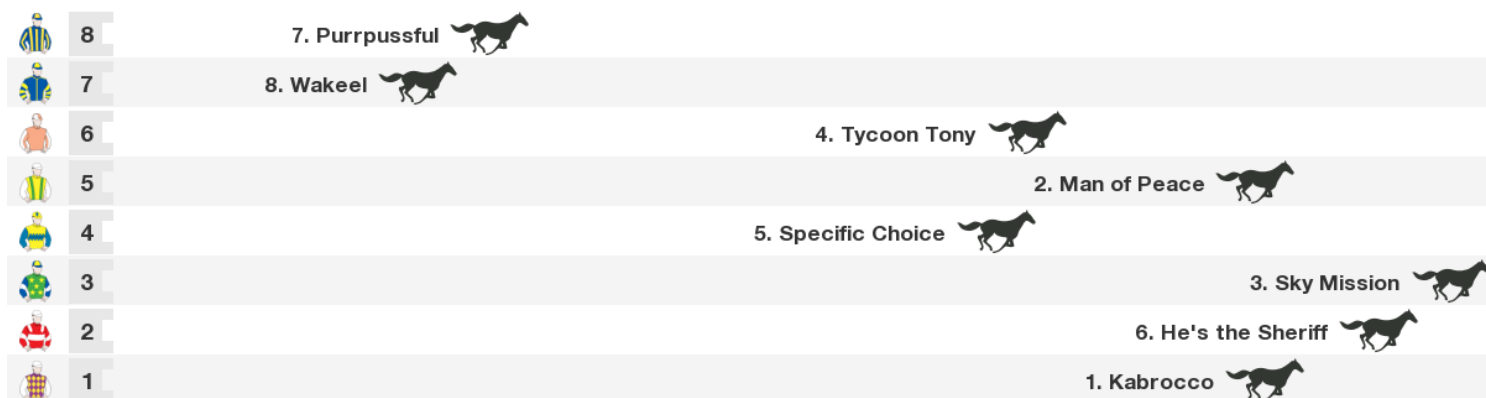 8 7. Purrpussful
7 8. Wakeel
6 4. Tycoon Tony
5 2. Man of Peace
4 5. Specific Choice
3 3. Sky Mission
2 6. He's the Sheriff
1 1. Kabrocco